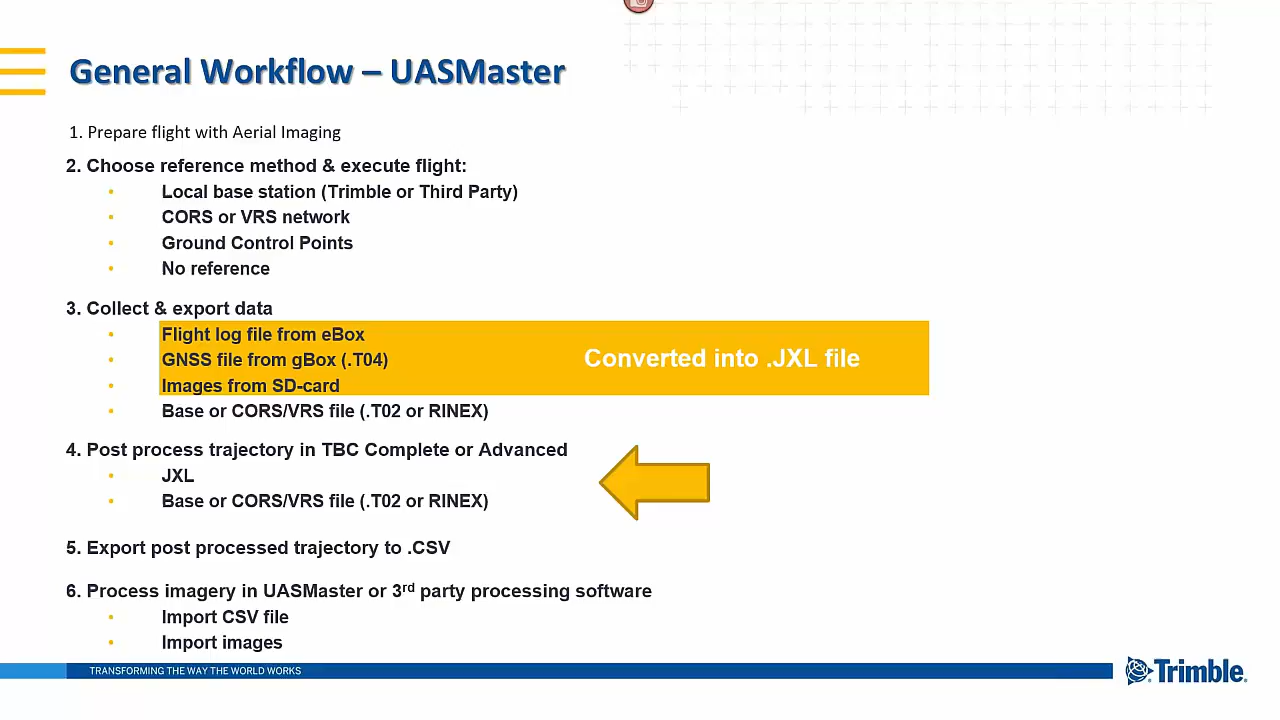 General Workflow – UASMaster
1. Prepare flight with Aerial Imaging
2. Choose reference method & execute flight:
• Local base station (Trimble or Third Party)
• CORS or VRS network
• Ground Control Points
• No reference
3. Collect & export data
• Flight log file from eBox
• GNSS file from gBox (.T04)
• Images from SD-card
Converted into .JXL file
• Base or CORS/VRS file (.T02 or RINEX)
4. Post process trajectory in TBC Complete or Advanced
• JXL
• Base or CORS/VRS file (.T02 or RINEX)
5. Export post processed trajectory to .CSV
6. Process imagery in UASMaster or 3rd party processing software
• Import CSV file
• Import images
TRANSFORMING THE WAY THE WORLD WORKS
Trimble